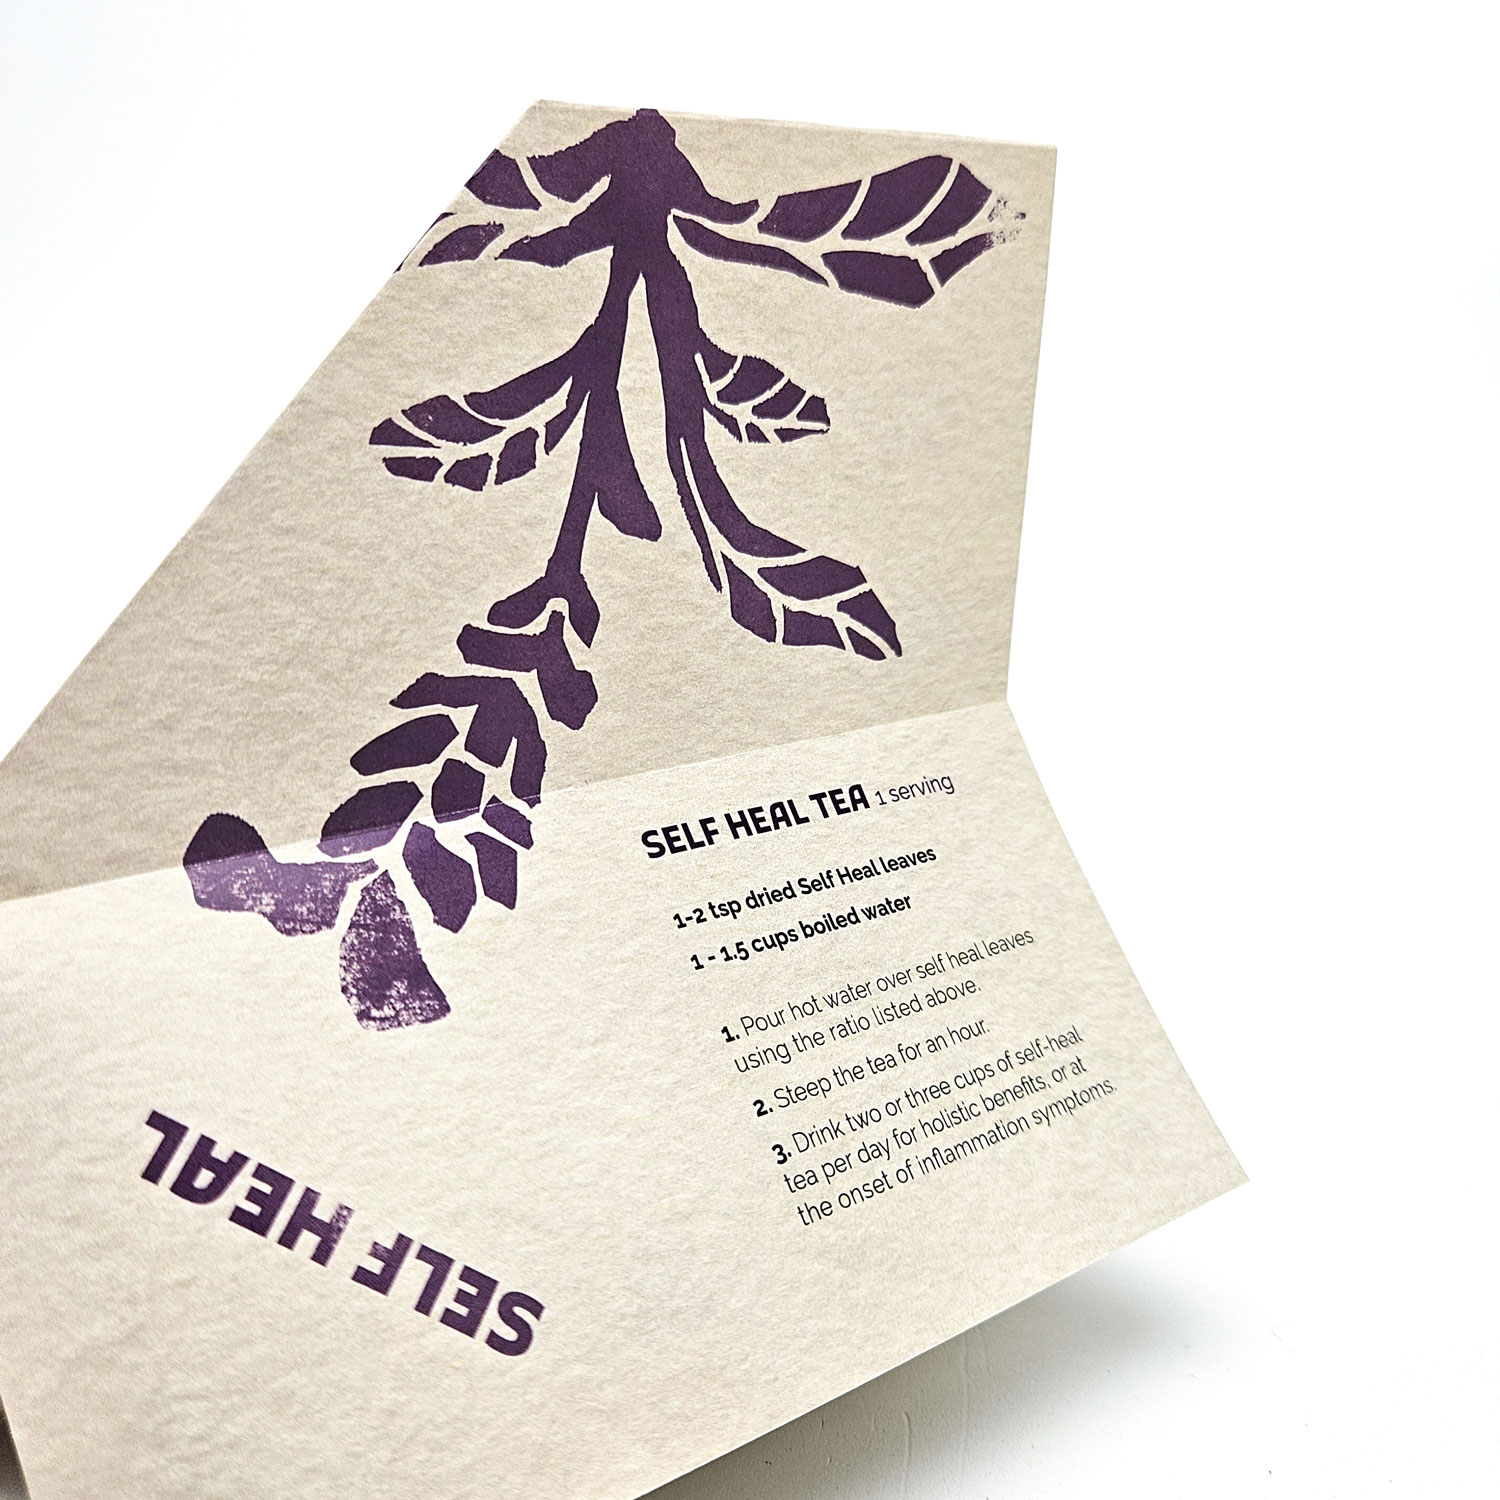 SELF HEAL TEA 1 serving
1-2 tsp dried Self Heal leaves
1 - 1.5 cups boiled water
1. Pour hot water over self heal leaves
using the ratio listed above.
2. Steep the tea for an hour.
3. Drink two or three cups of self-heal
tea per day for holistic benefits, or at
the onset of inflammation symptoms.
SELF HEAL